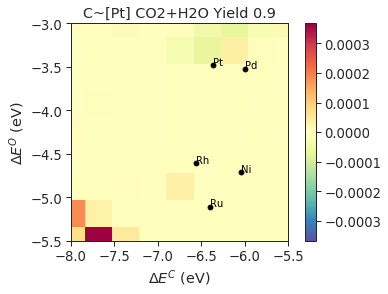 C~[Pt] CO2+H2O Yield 0.9
−3.0
−3.5
−4.0
−4.5
−5.0
−5.5
ΔE^O (eV)
Pt
Pd
Rh
Ni
Ru
−8.0 −7.5 −7.0 −6.5 −6.0 −5.5
ΔE^C (eV)
0.0003
0.0002
0.0001
0.0000
−0.0001
−0.0002
−0.0003